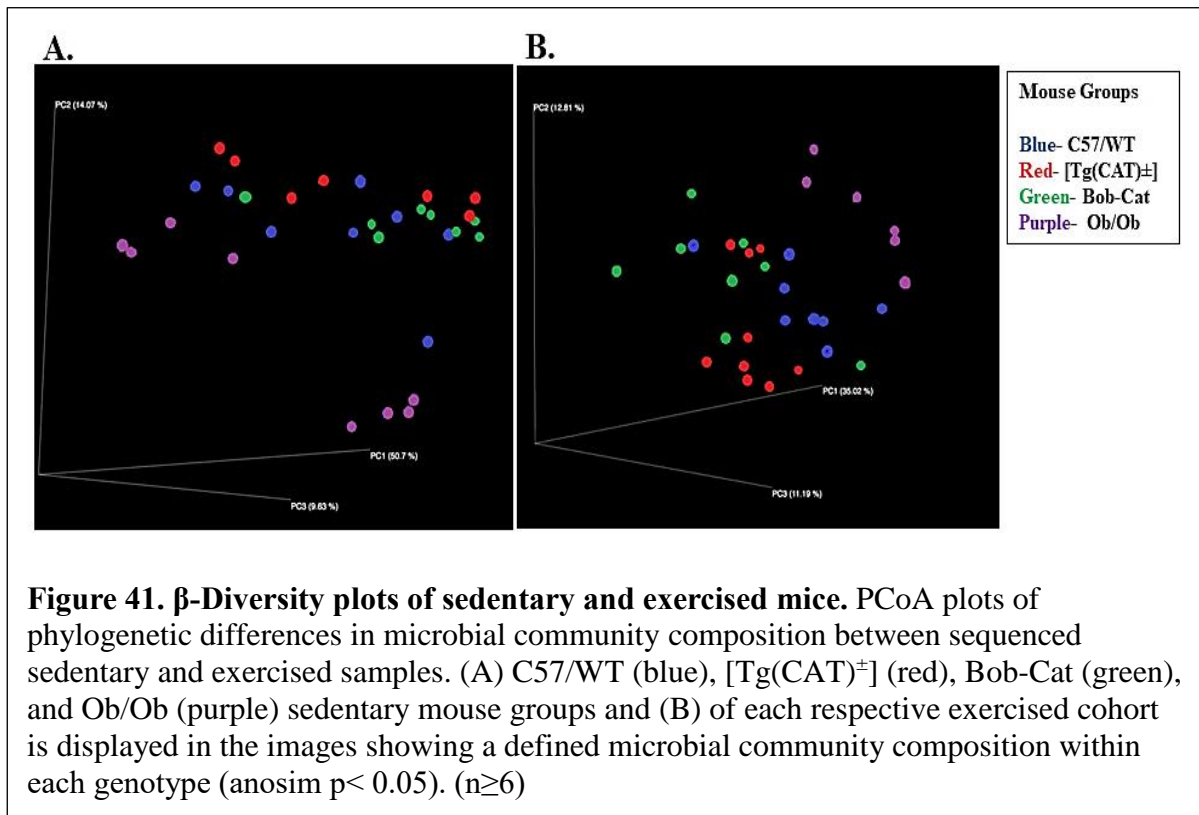 A.
B.
PC2 (14.07 %)
PC1 (50.7 %)
PC3 (9.63 %)
PC2 (12.81 %)
PC1 (35.02 %)
PC3 (11.19 %)
Mouse Groups
Blue- C57/WT
Red- [Tg(CAT)±]
Green- Bob-Cat
Purple- Ob/Ob
Figure 41. β-Diversity plots of sedentary and exercised mice. PCoA plots of
phylogenetic differences in microbial community composition between sequenced
sedentary and exercised samples. (A) C57/WT (blue), [Tg(CAT)±] (red), Bob-Cat (green),
and Ob/Ob (purple) sedentary mouse groups and (B) of each respective exercised cohort
is displayed in the images showing a defined microbial community composition within
each genotype (anosim p< 0.05). (n≥6)